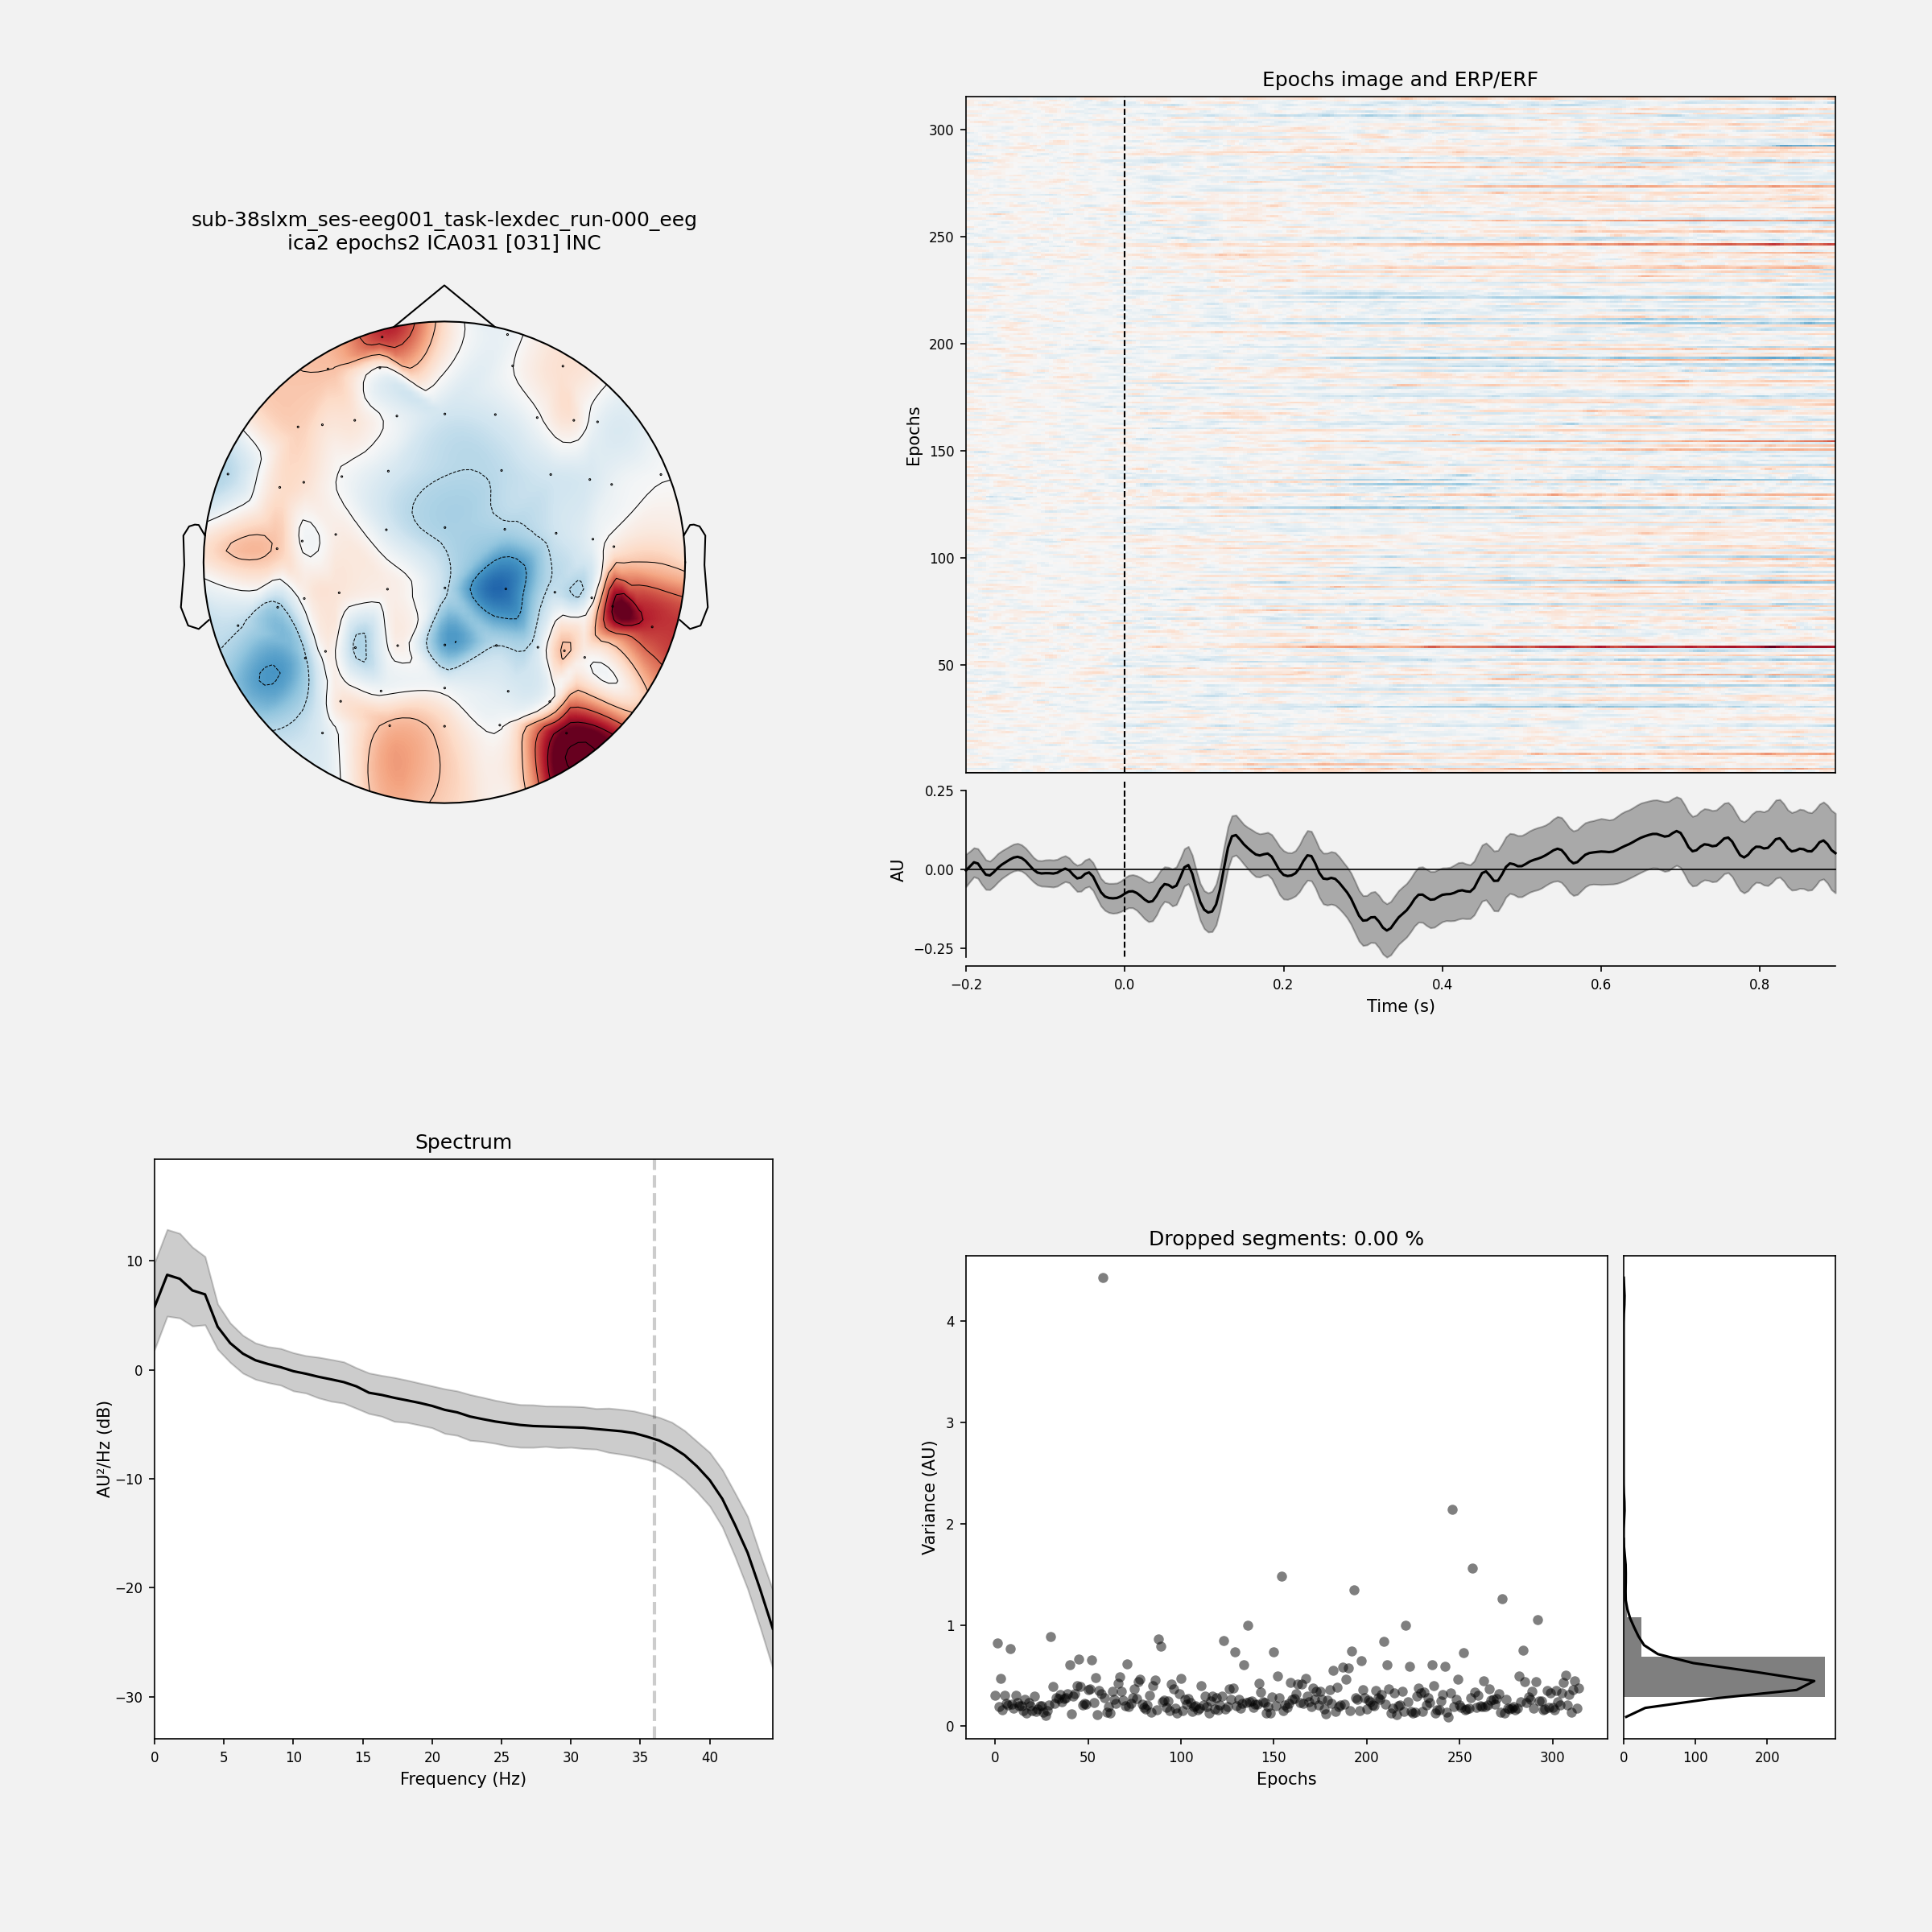 sub-38slxm_ses-eeg001_task-lexdec_run-000_eeg
ica2 epochs2 ICA031 [031] INC
Epochs image and ERP/ERF
Epochs
300
250
200
150
100
50
AU
0.25
0.00
−0.25
−0.2 0.0 0.2 0.4 0.6 0.8
Time (s)
Spectrum
AU²/Hz (dB)
10
0
−10
−20
−30
0 5 10 15 20 25 30 35 40
Frequency (Hz)
Dropped segments: 0.00 %
Variance (AU)
4
3
2
1
0
0 50 100 150 200 250 300
Epochs
0 100 200